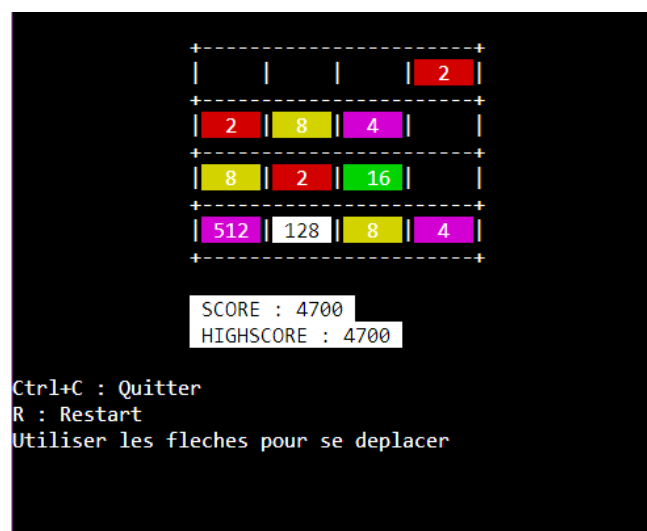 +-----------------------+
|     |     |     |  2  |
+-----------------------+
|  2  |  8  |  4  |     |
+-----------------------+
|  8  |  2  |  16 |     |
+-----------------------+
| 512 | 128 |  8  |  4  |
+-----------------------+
SCORE : 4700
HIGHSCORE : 4700
Ctrl+C : Quitter
R : Restart
Utiliser les fleches pour se deplacer